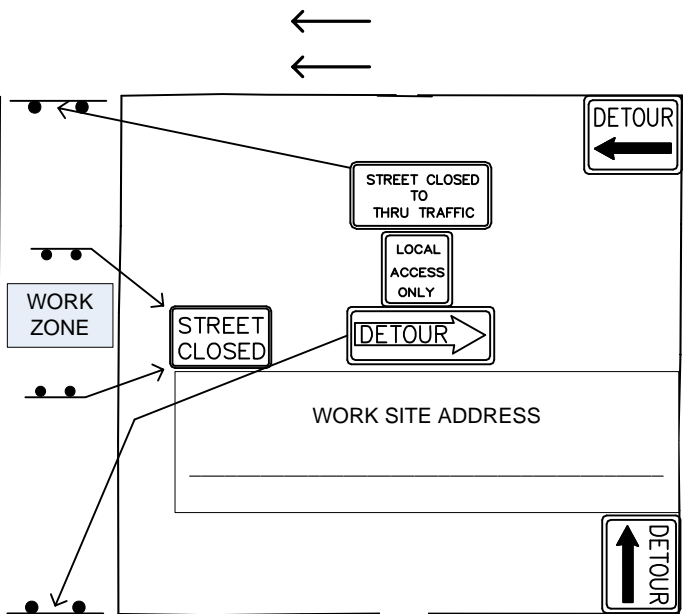 DETOUR
STREET CLOSED
TO
THRU TRAFFIC
LOCAL
ACCESS
ONLY
WORK
ZONE
STREET
CLOSED
DETOUR
WORK SITE ADDRESS
DETOUR